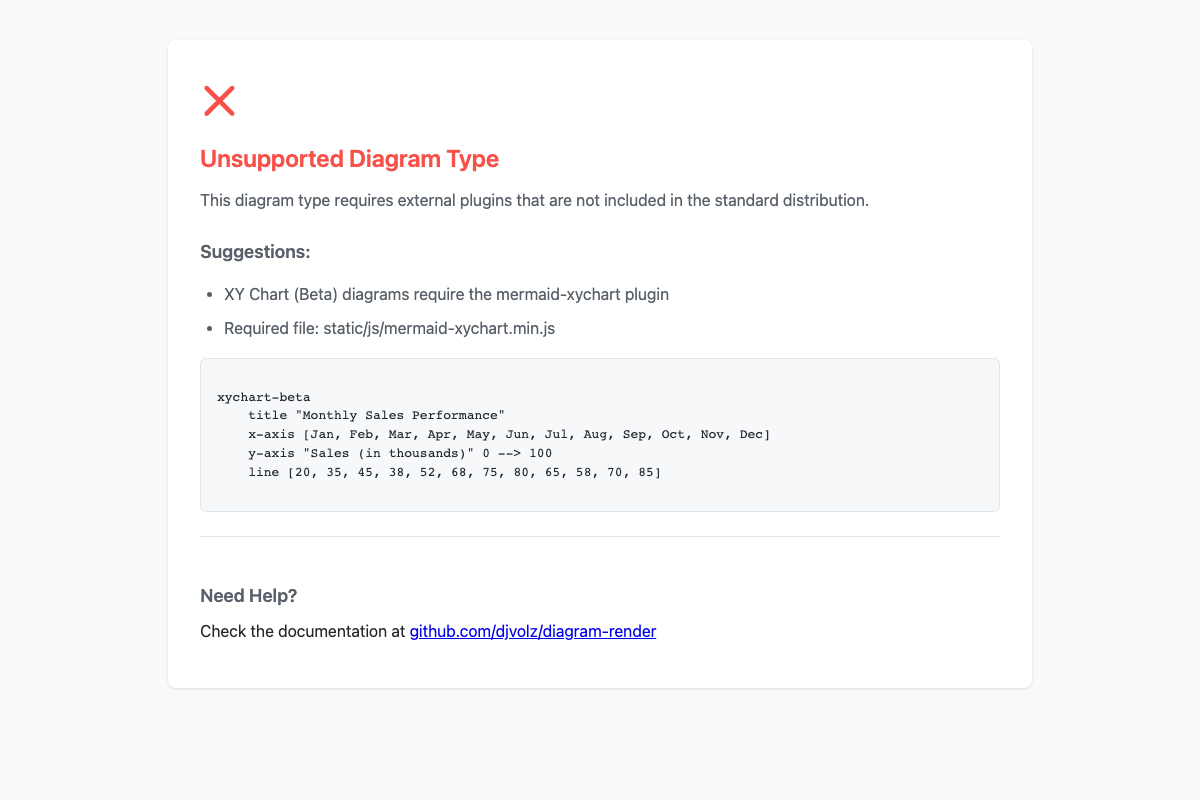 Unsupported Diagram Type
This diagram type requires external plugins that are not included in the standard distribution.
Suggestions:
• XY Chart (Beta) diagrams require the mermaid-xychart plugin
• Required file: static/js/mermaid-xychart.min.js
xychart-beta
    title "Monthly Sales Performance"
    x-axis [Jan, Feb, Mar, Apr, May, Jun, Jul, Aug, Sep, Oct, Nov, Dec]
    y-axis "Sales (in thousands)" 0 --> 100
    line [20, 35, 45, 38, 52, 68, 75, 80, 65, 58, 70, 85]
Need Help?
Check the documentation at github.com/djvolz/diagram-render